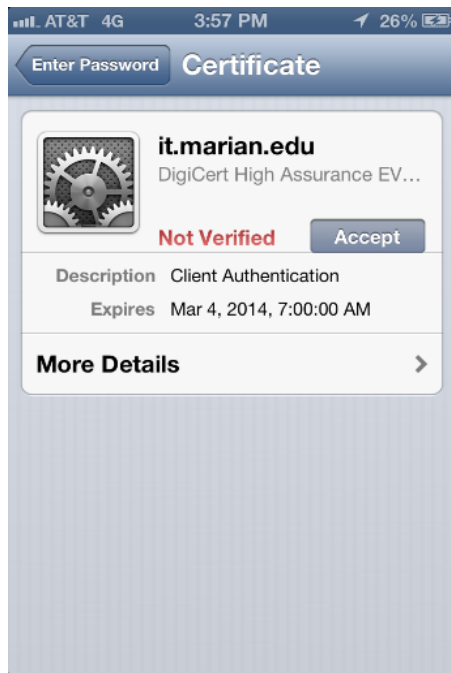 AT&T 4G 3:57 PM 26%
Enter Password Certificate
it.marian.edu
DigiCert High Assurance EV...
Not Verified Accept
Description Client Authentication
Expires Mar 4, 2014, 7:00:00 AM
More Details